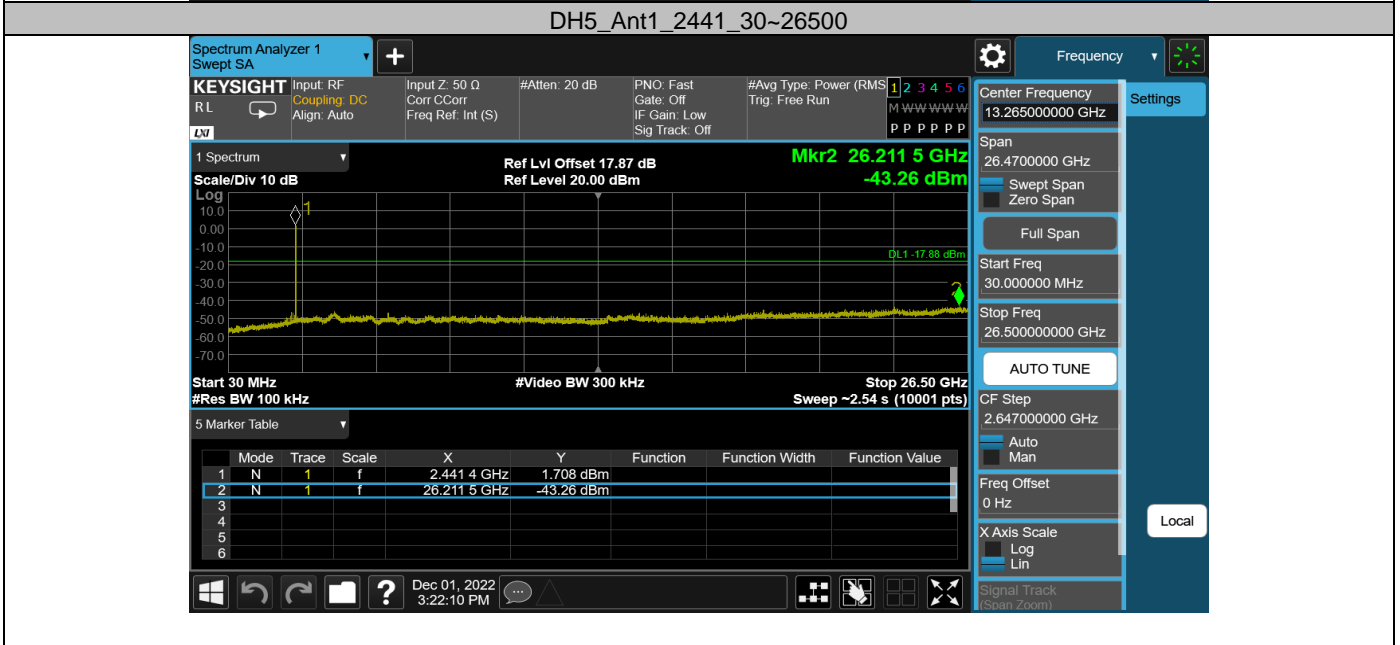 DH5_Ant1_2441_30~26500
Spectrum Analyzer 1
Swept SA
Frequency
KEYSIGHT
R L
LXI
Input: RF
Coupling: DC
Align: Auto
Input Z: 50 Ω
Corr CCorr
Freq Ref: Int (S)
#Atten: 20 dB
PNO: Fast
Gate: Off
IF Gain: Low
Sig Track: Off
#Avg Type: Power (RMS
Trig: Free Run
1 2 3 4 5 6
M W W W W W
P P P P P P
1 Spectrum
Scale/Div 10 dB
Ref Lvl Offset 17.87 dB
Ref Level 20.00 dBm
Mkr2 26.211 5 GHz
-43.26 dBm
Log
10.0
0.00
-10.0
-20.0
-30.0
-40.0
-50.0
-60.0
-70.0
1
DL1 -17.88 dBm
2
Start 30 MHz
#Res BW 100 kHz
#Video BW 300 kHz
Stop 26.50 GHz
Sweep ~2.54 s (10001 pts)
5 Marker Table
Mode Trace Scale X Y Function Function Width Function Value
1 N 1 f 2.441 4 GHz 1.708 dBm
2 N 1 f 26.211 5 GHz -43.26 dBm
3
4
5
6
Dec 01, 2022
3:22:10 PM
Center Frequency
13.265000000 GHz
Span
26.4700000 GHz
Swept Span
Zero Span
Full Span
Start Freq
30.000000 MHz
Stop Freq
26.500000000 GHz
AUTO TUNE
CF Step
2.647000000 GHz
Auto
Man
Freq Offset
0 Hz
X Axis Scale
Log
Lin
Signal Track
(Span Zoom)
Settings
Local